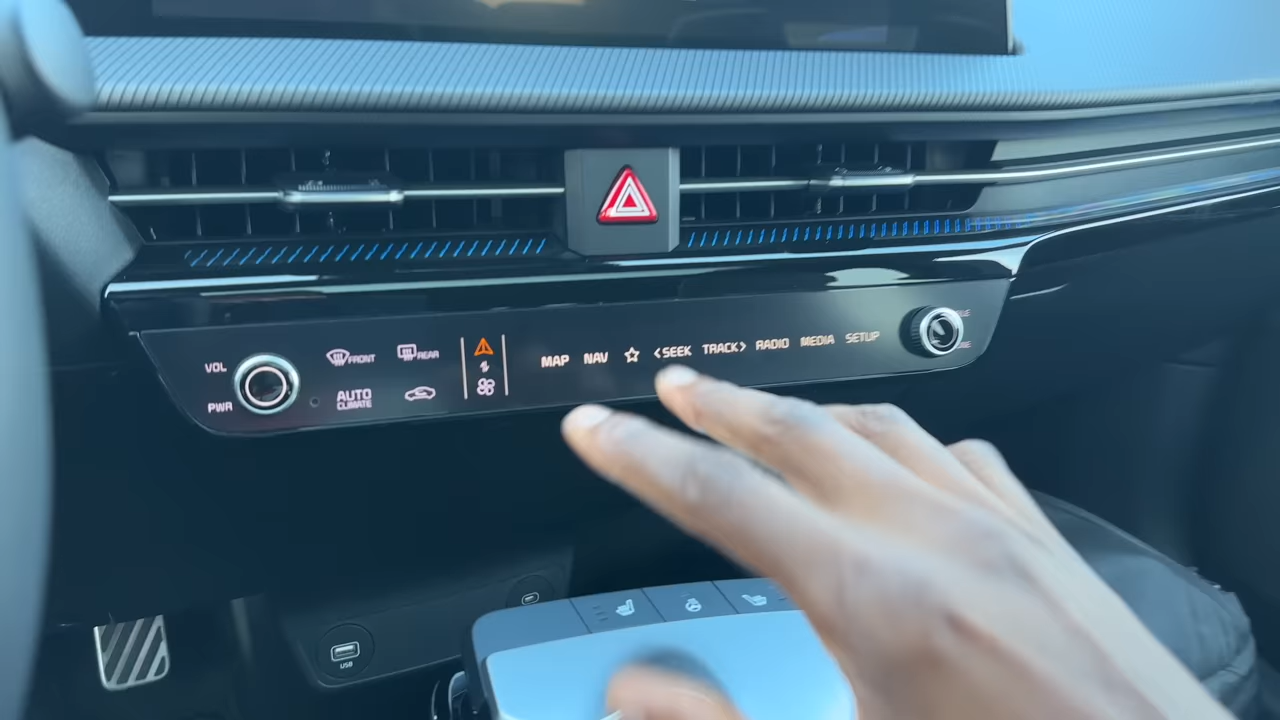 VOL
PWR
FRONT
REAR
AUTO
CLIMATE
MAP NAV < SEEK TRACK > RADIO MEDIA SETUP
USB